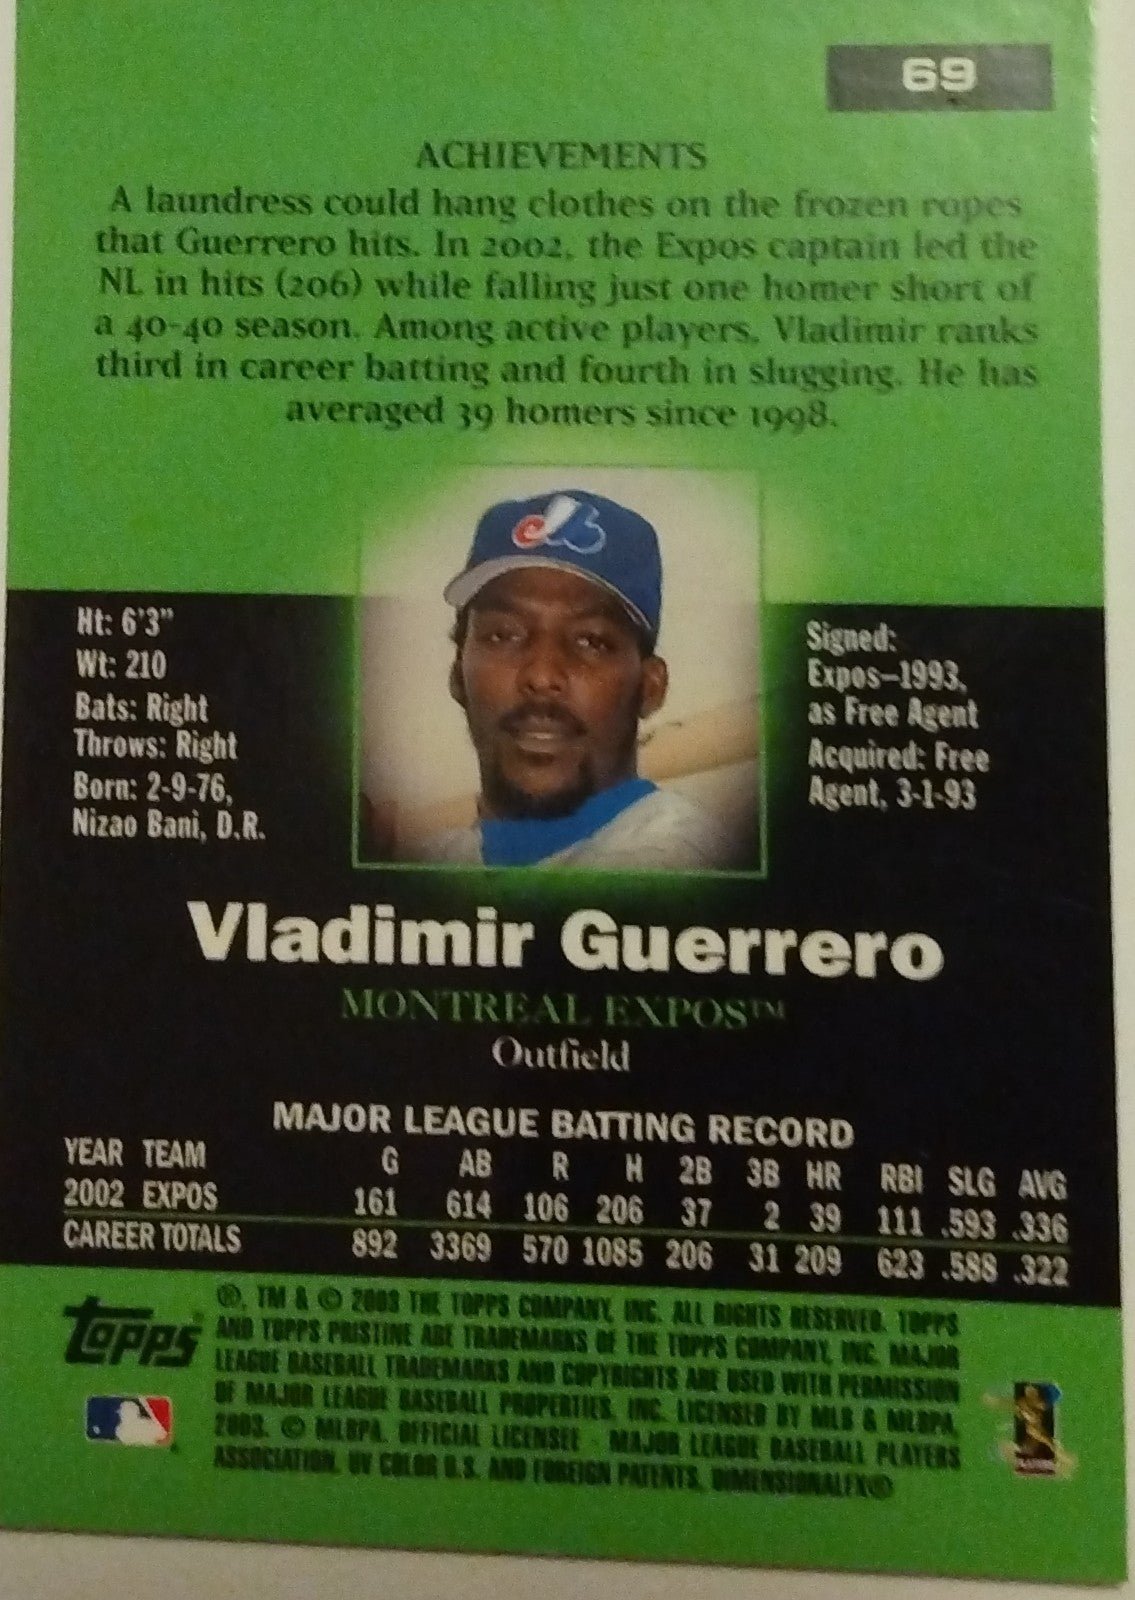 69
ACHIEVEMENTS
A laundress could hang clothes on the frozen ropes
that Guerrero hits. In 2002, the Expos captain led the
NL in hits (206) while falling just one homer short of
a 40-40 season. Among active players, Vladimir ranks
third in career batting and fourth in slugging. He has
averaged 39 homers since 1998.
Ht: 6'3"
Wt: 210
Bats: Right
Throws: Right
Born: 2-9-76,
Nizao Bani, D.R.
Signed:
Expos–1993,
as Free Agent
Acquired: Free
Agent, 3-1-93
Vladimir Guerrero
MONTREAL EXPOS™
Outfield
MAJOR LEAGUE BATTING RECORD
YEAR TEAM G AB R H 2B 3B HR RBI SLG AVG
2002 EXPOS 161 614 106 206 37 2 39 111 .593 .336
CAREER TOTALS 892 3369 570 1085 206 31 209 623 .588 .322
Topps
®, TM & © 2003 THE TOPPS COMPANY, INC. ALL RIGHTS RESERVED. TOPPS
AND TOPPS PRISTINE ARE TRADEMARKS OF THE TOPPS COMPANY, INC. MAJOR
LEAGUE BASEBALL TRADEMARKS AND COPYRIGHTS ARE USED WITH PERMISSION
OF MAJOR LEAGUE BASEBALL PROPERTIES, INC. LICENSED BY MLB & MLBPA,
2003. © MLBPA. OFFICIAL LICENSEE - MAJOR LEAGUE BASEBALL PLAYERS
ASSOCIATION. UV COLOR U.S. AND FOREIGN PATENTS, DIMENSIONALFX®